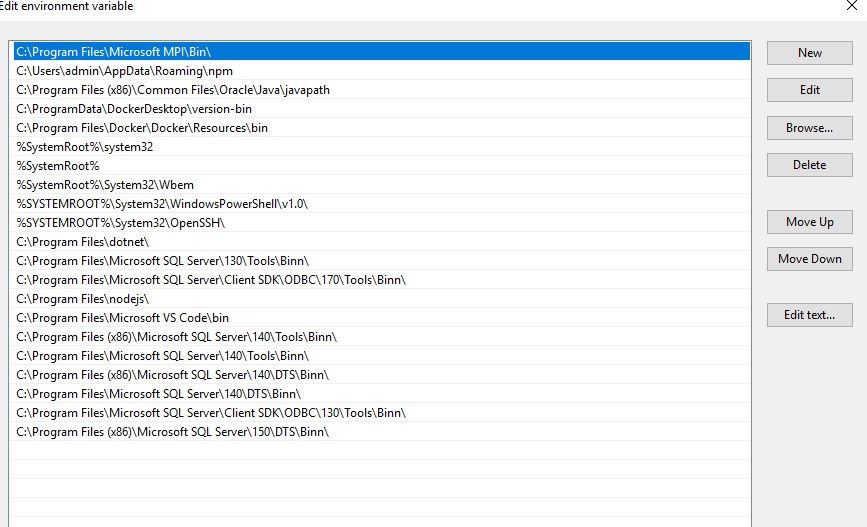 Edit environment variable
C:\Program Files\Microsoft MPI\Bin\
New
C:\Users\admin\AppData\Roaming\npm
C:\Program Files (x86)\Common Files\Oracle\Java\javapath
Edit
C:\ProgramData\DockerDesktop\version-bin
C:\Program Files\Docker\Docker\Resources\bin
Browse...
%SystemRoot%\system32
%SystemRoot%
Delete
%SystemRoot%\System32\Wbem
%SYSTEMROOT%\System32\WindowsPowerShell\v1.0\
%SYSTEMROOT%\System32\OpenSSH\
Move Up
C:\Program Files\dotnet\
C:\Program Files\Microsoft SQL Server\130\Tools\Binn\
Move Down
C:\Program Files\Microsoft SQL Server\Client SDK\ODBC\170\Tools\Binn\
C:\Program Files\nodejs\
C:\Program Files\Microsoft VS Code\bin
Edit text...
C:\Program Files (x86)\Microsoft SQL Server\140\Tools\Binn\
C:\Program Files\Microsoft SQL Server\140\Tools\Binn\
C:\Program Files (x86)\Microsoft SQL Server\140\DTS\Binn\
C:\Program Files\Microsoft SQL Server\140\DTS\Binn\
C:\Program Files\Microsoft SQL Server\Client SDK\ODBC\130\Tools\Binn\
C:\Program Files (x86)\Microsoft SQL Server\150\DTS\Binn\